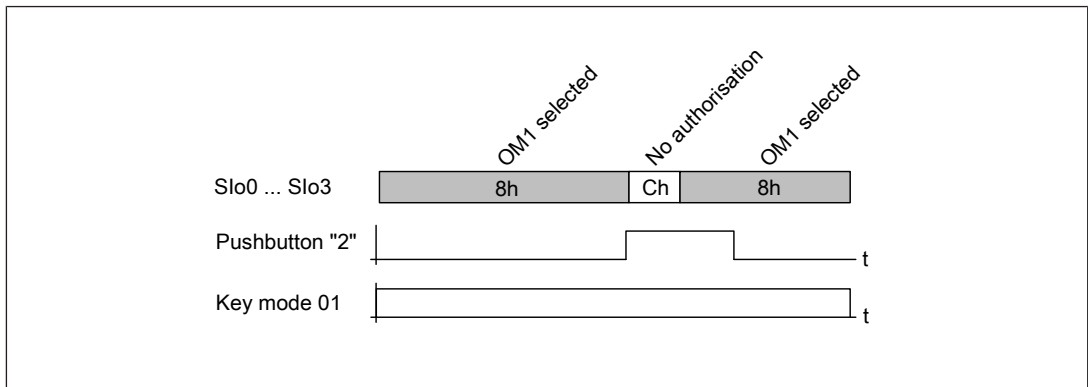 OM1 selected
No authorisation
OM1 selected
SIo0 ... SIo3
8h
Ch
8h
Pushbutton "2"
t
Key mode 01
t